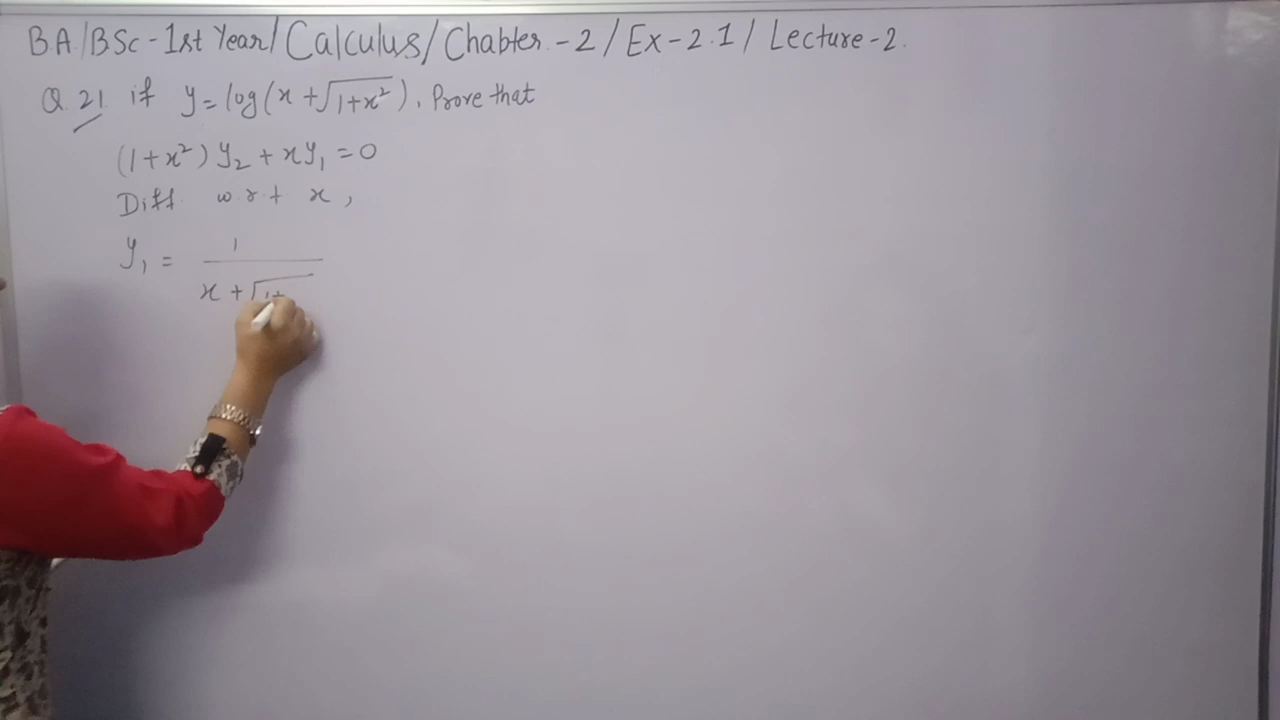 B.A./BSc-1st Year/Calculus/Chabter-2/Ex-2.1/Lecture-2.
Q.21. if y=log(x+√1+x²), Prove that
(1+x²)y₂+xy₁=0
Diff. w.r.t x,
y₁ = 1
x+√1+